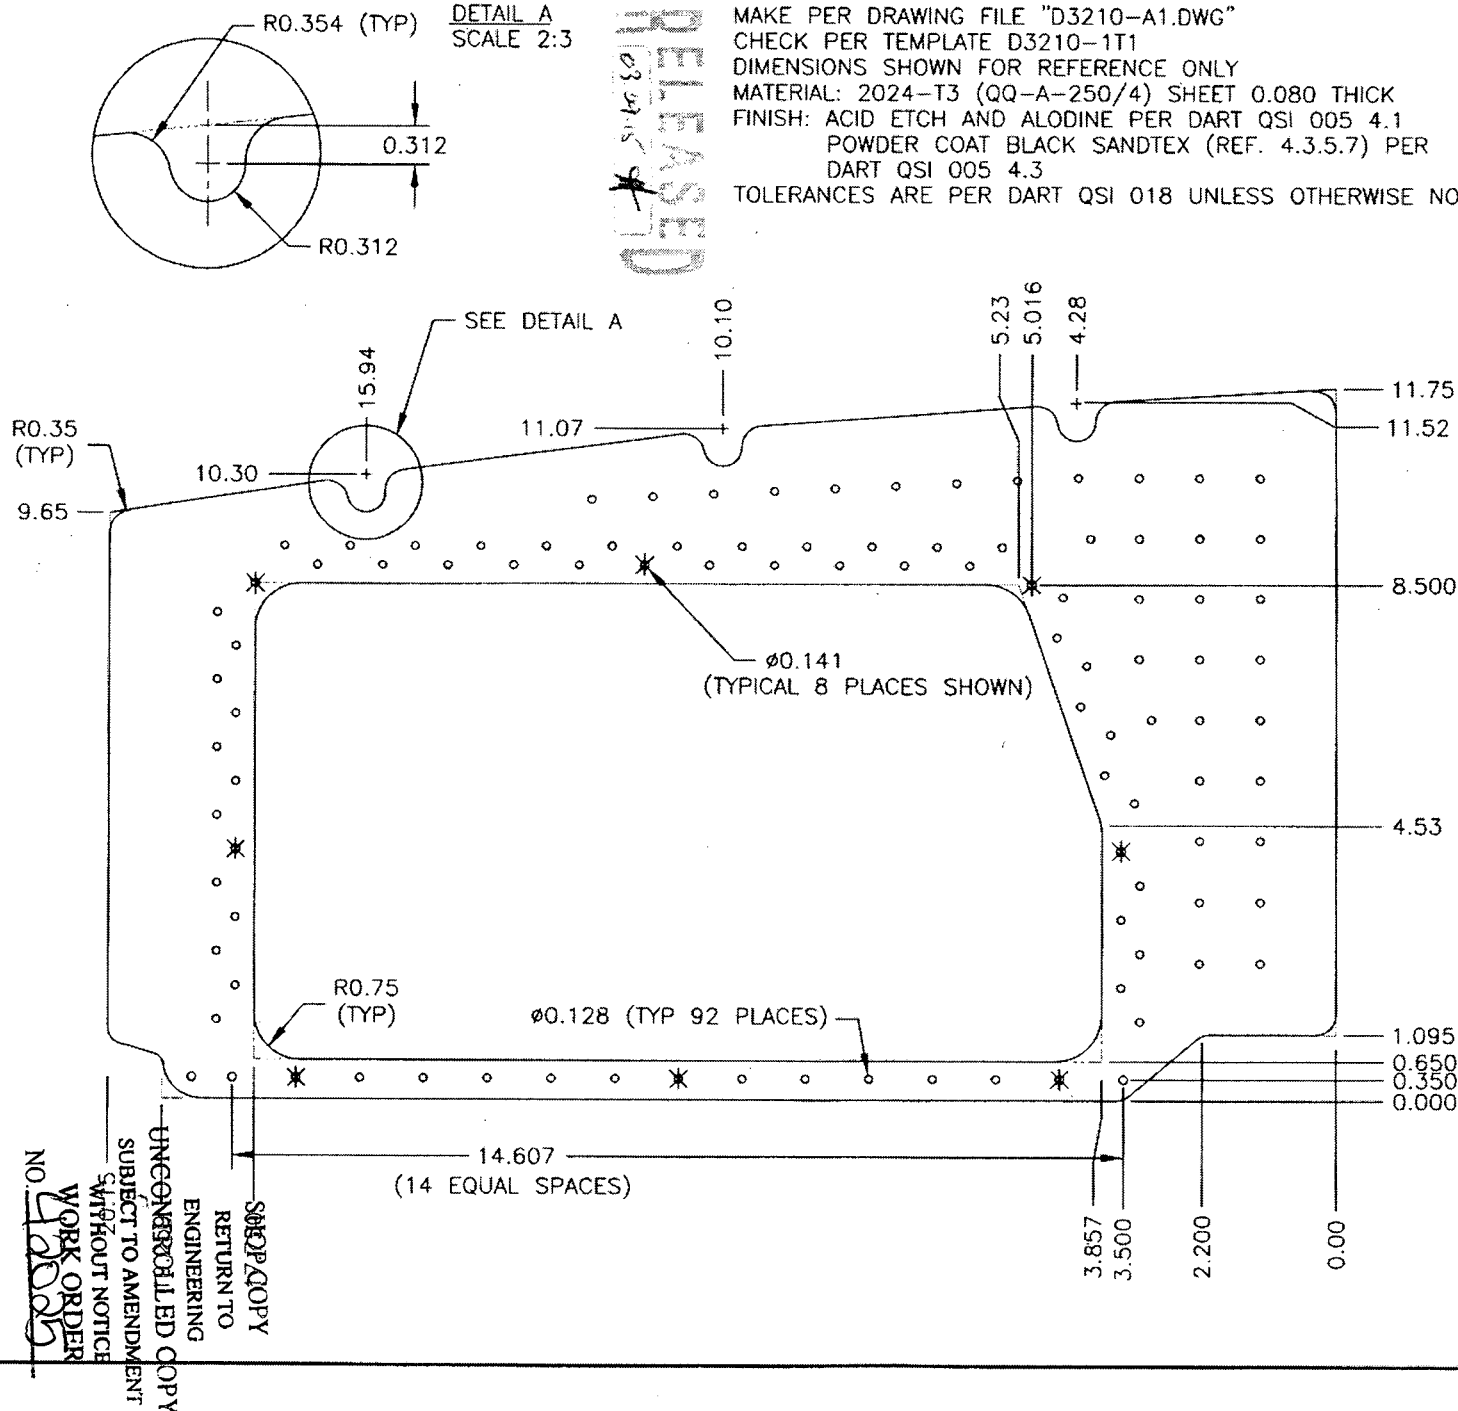 R0.354 (TYP)
DETAIL A
SCALE 2:3
0.312
R0.312
RELEASED
MAKE PER DRAWING FILE "D3210-A1.DWG"
CHECK PER TEMPLATE D3210-1T1
DIMENSIONS SHOWN FOR REFERENCE ONLY
MATERIAL: 2024-T3 (QQ-A-250/4) SHEET 0.080 THICK
FINISH: ACID ETCH AND ALODINE PER DART QSI 005 4.1
POWDER COAT BLACK SANDTEX (REF. 4.3.5.7) PER
DART QSI 005 4.3
TOLERANCES ARE PER DART QSI 018 UNLESS OTHERWISE NO
SEE DETAIL A
15.94
10.10
5.23
5.016
4.28
11.75
11.52
R0.35
(TYP)
11.07
10.30
9.65
8.500
ø0.141
(TYPICAL 8 PLACES SHOWN)
4.53
R0.75
(TYP)
ø0.128 (TYP 92 PLACES)
1.095
0.650
0.350
0.000
14.607
(14 EQUAL SPACES)
3.857
3.500
2.200
0.00
SHOP COPY
RETURN TO
ENGINEERING
UNCONTROLLED COPY
SUBJECT TO AMENDMENT
WITHOUT NOTICE
WORK ORDER
NO.